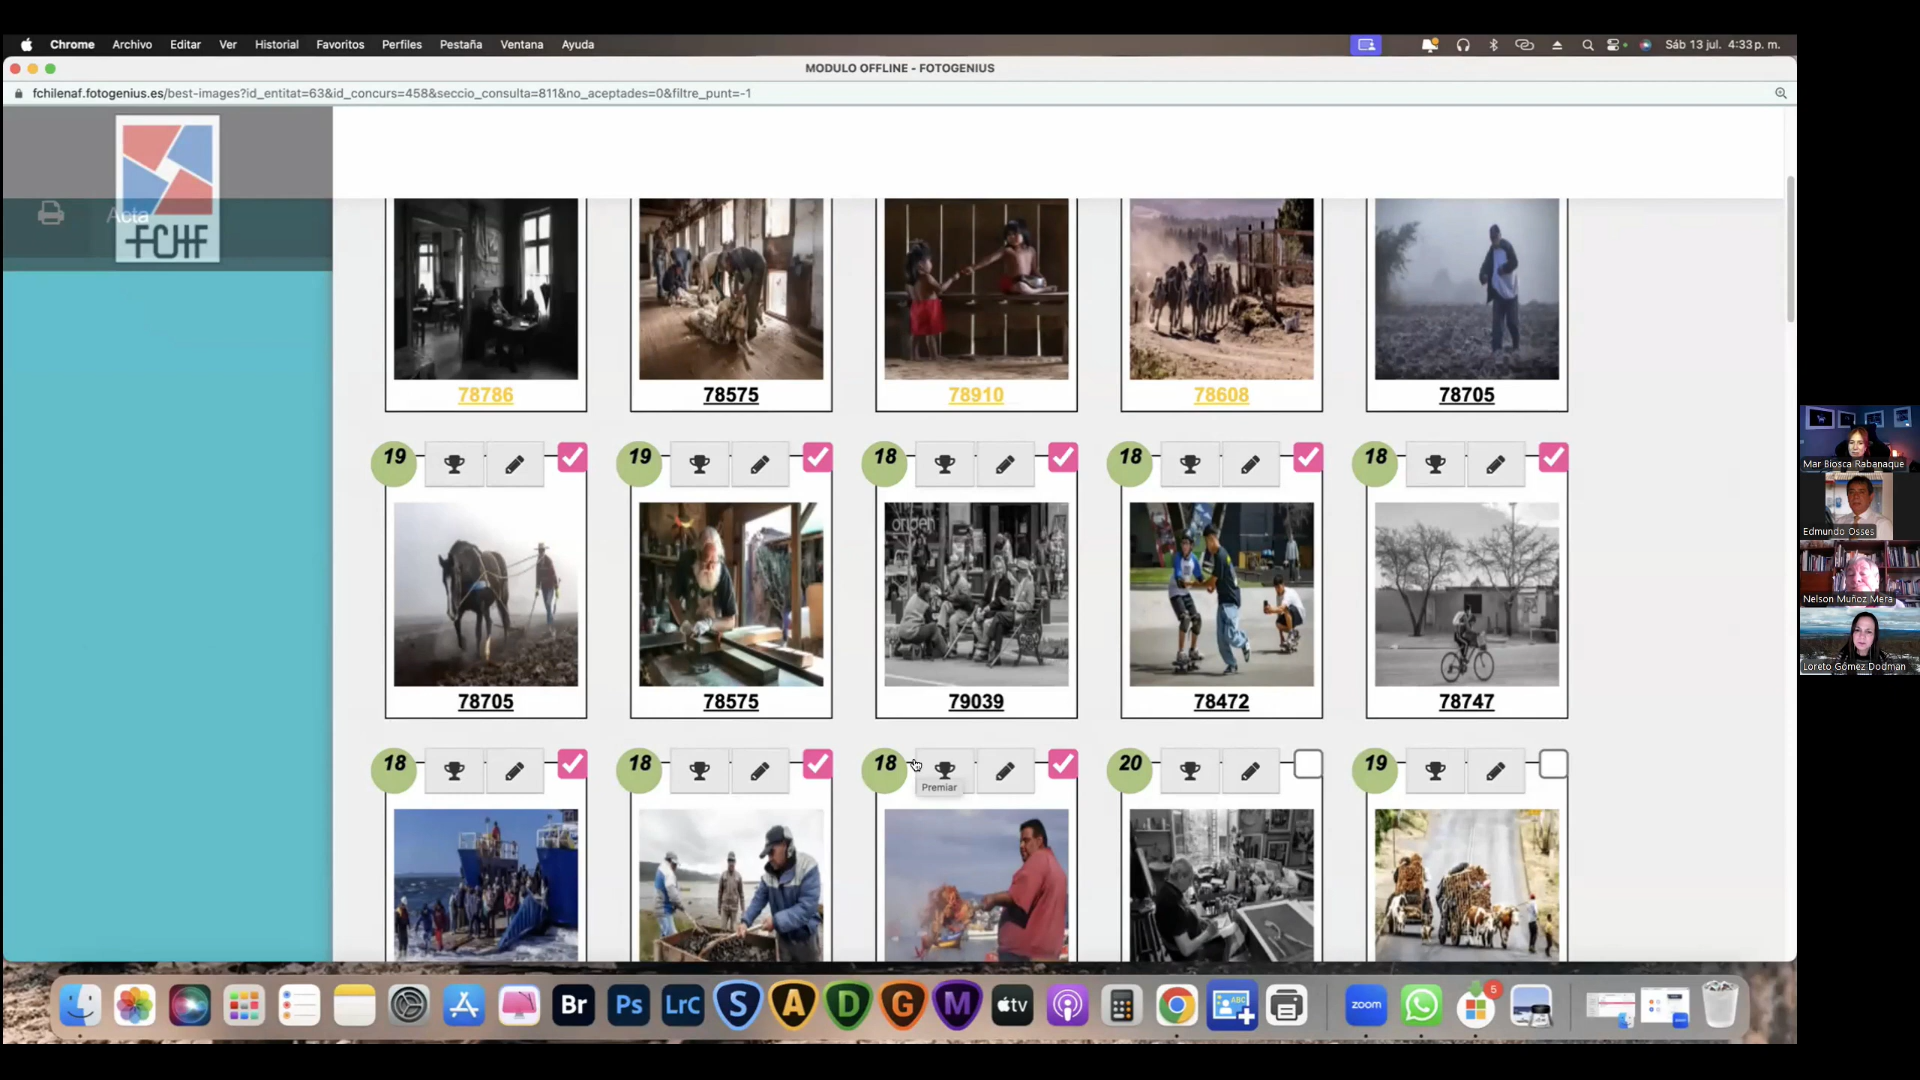 Chrome Archivo Editar Ver Historial Favoritos Perfiles Pestaña Ventana Ayuda Sáb 13 jul. 4:33 p. m.
MODULO OFFLINE - FOTOGENIUS
fchilenaf.fotogenius.es/best-images?id_entitat=63&id_concurs=458&seccio_consulta=811&no_aceptades=0&filtre_punt=-1
Acta
FCHF
78786 78575 78910 78608 78705
19 19 18 18 18
origen
78705 78575 79039 78472 78747
18 18 18 20 19
Premiar
Mar Biosca Rabanaque
Edmundo Osses
Nelson Muñoz Mera
Loreto Gómez Dodman
Br Ps LrC S A D G M tv ABC zoom 5